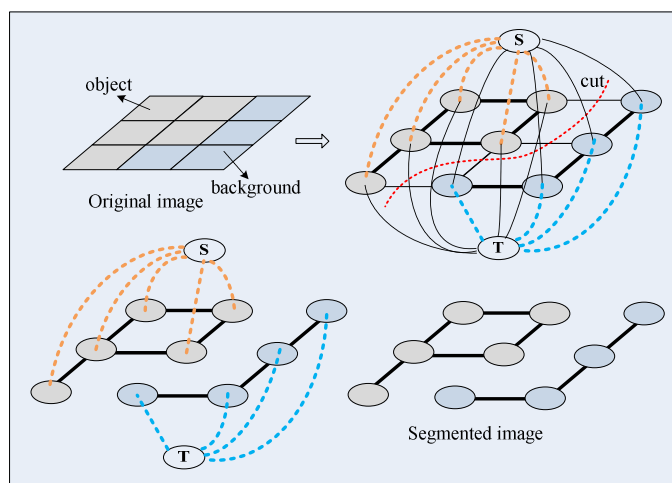 S
object
cut
background
Original image
T
S
T
Segmented image